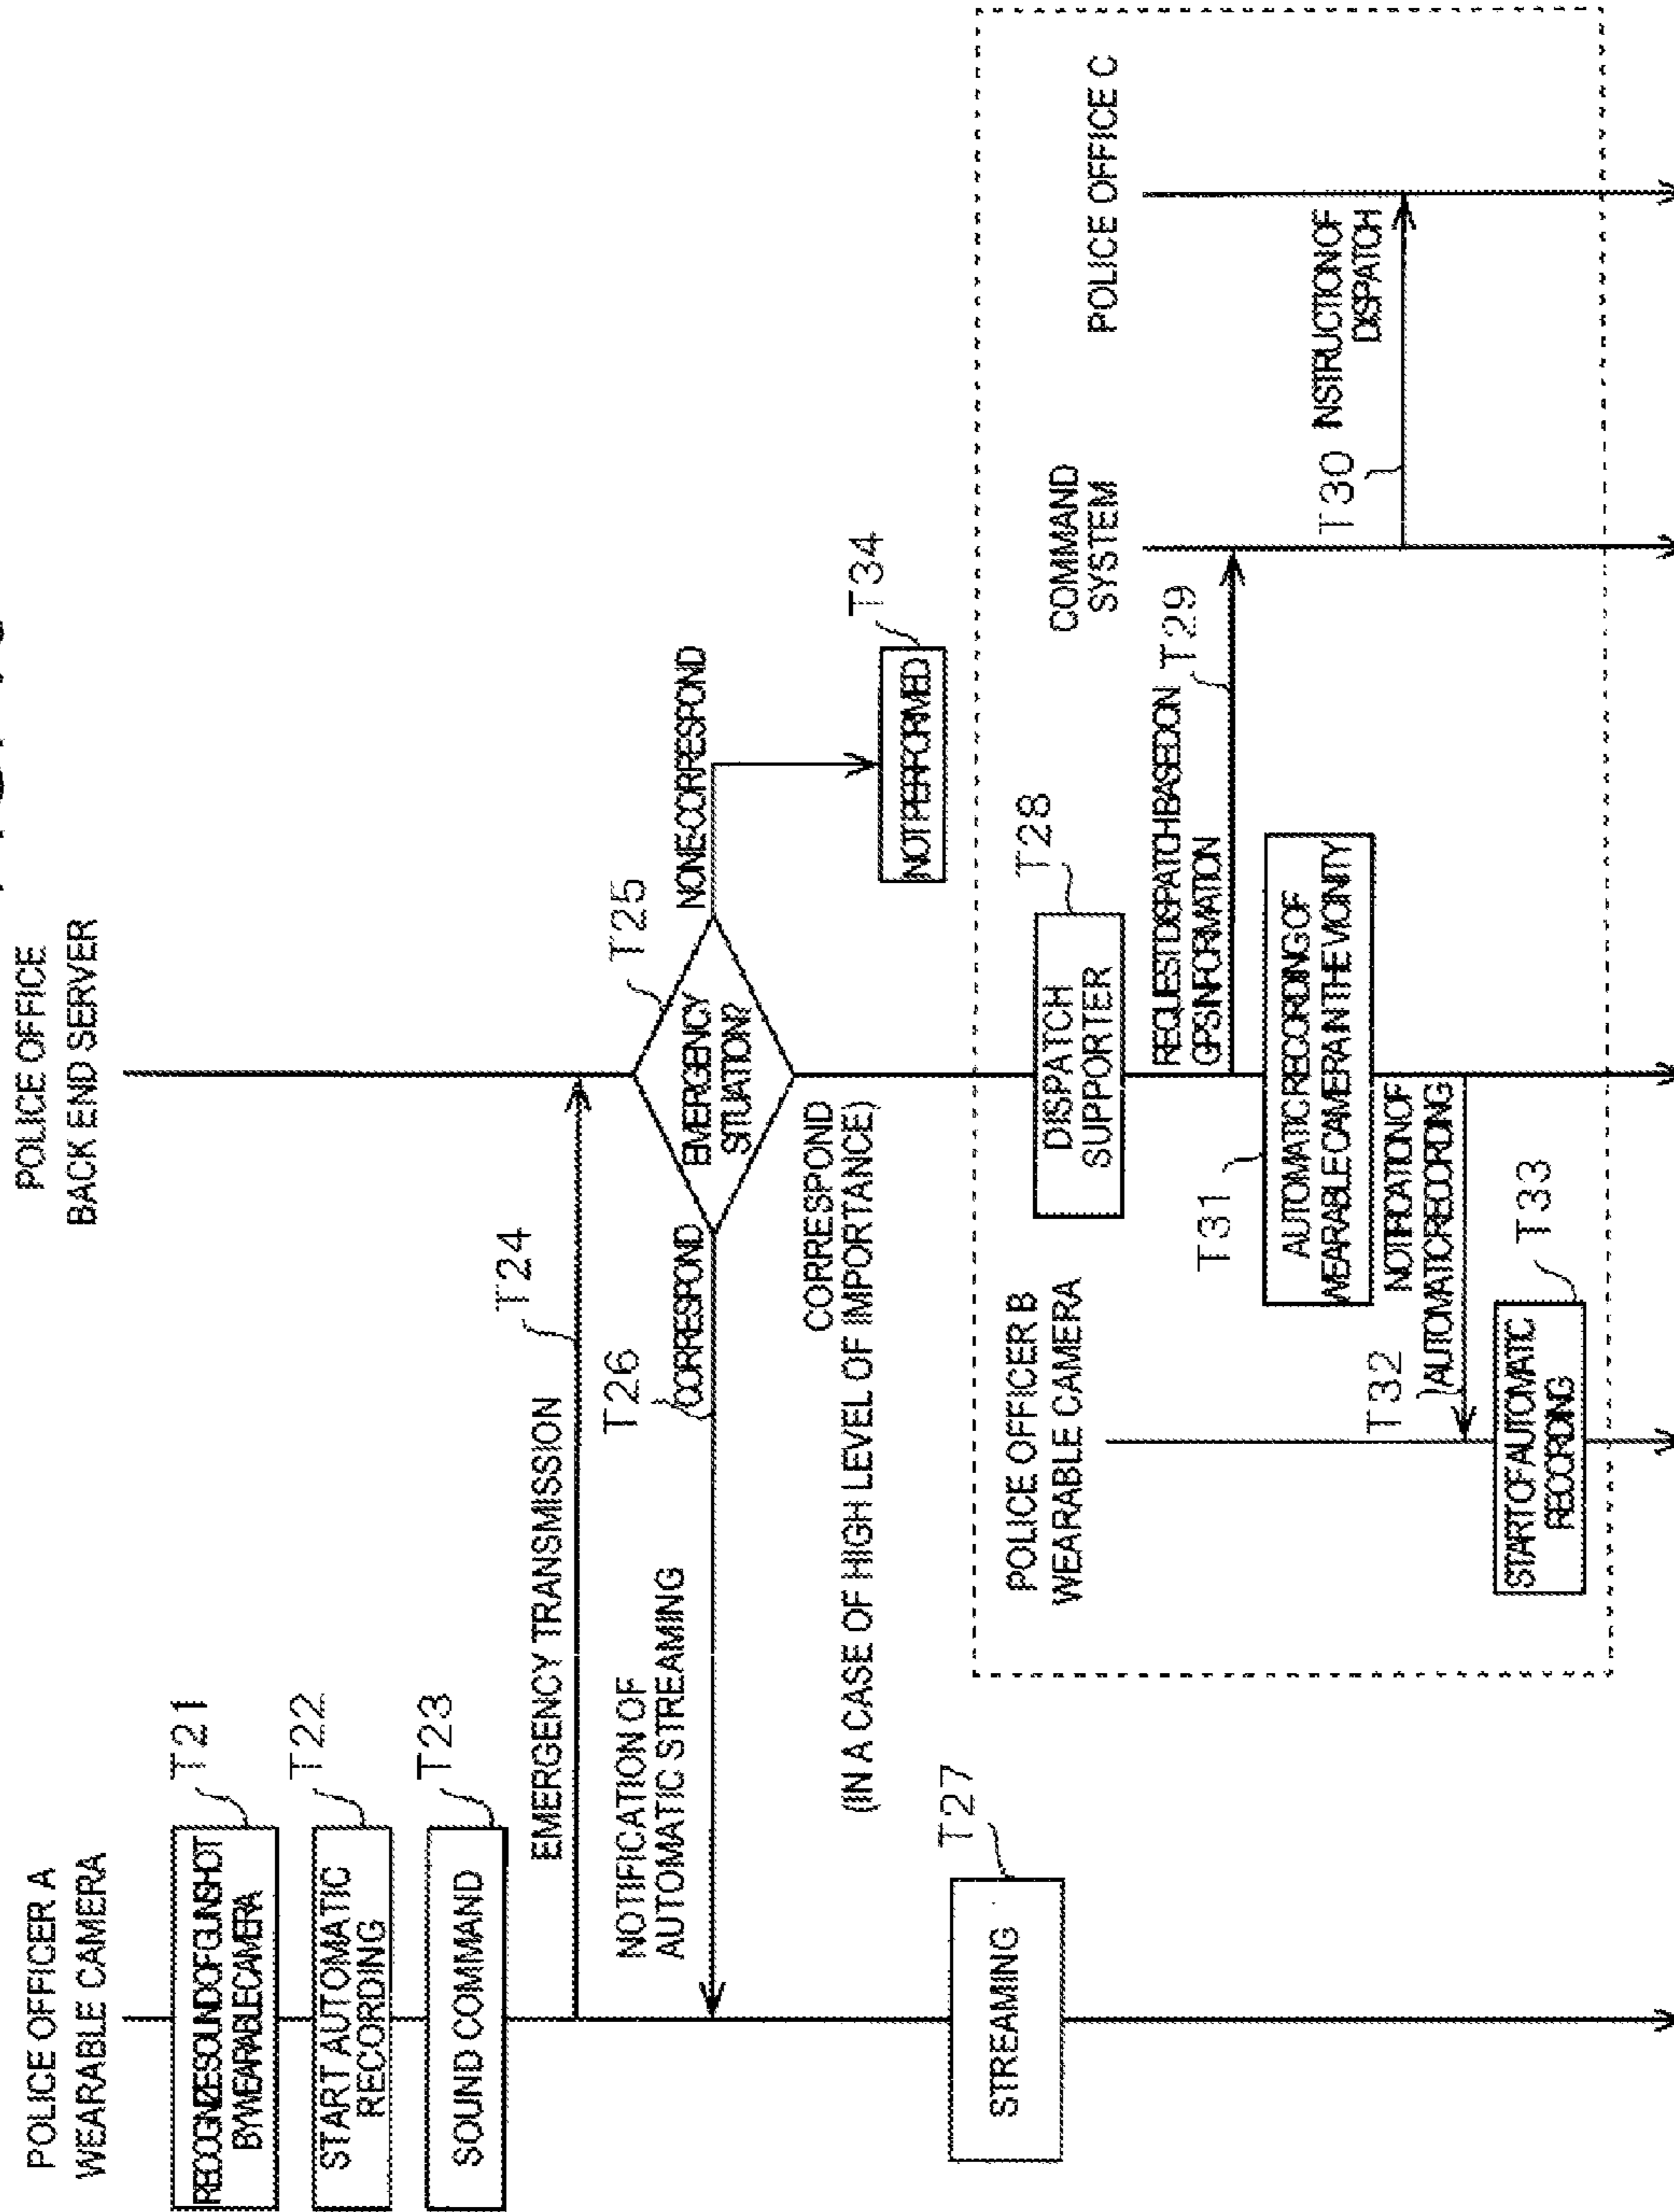 POLICE OFFICER A
WEARABLE CAMERA
POLICE OFFICE
BACK END SERVER
RECOGNIZE SOUND OF GUNSHOT
BY WEARABLE CAMERA
T21
START AUTOMATIC
RECORDING
T22
SOUND COMMAND
T23
EMERGENCY TRANSMISSION
T24
NOTIFICATION OF
AUTOMATIC STREAMING
T26
CORRESPOND
EMERGENCY
SITUATION?
T25
NONE-CORRESPOND
T34
NOT PERFORMED
CORRESPOND
(IN A CASE OF HIGH LEVEL OF IMPORTANCE)
STREAMING
T27
POLICE OFFICER B
WEARABLE CAMERA
DISPATCH
SUPPORTER
T28
COMMAND
SYSTEM
POLICE OFFICE C
REQUEST DISPATCH BASED ON
GPS INFORMATION
T29
T31
AUTOMATIC RECORDING OF
WEARABLE CAMERA IN THE VICINITY
T30
INSTRUCTION OF
DISPATCH
T32
NOTIFICATION OF
AUTOMATIC RECORDING
START OF AUTOMATIC
RECORDING
T33